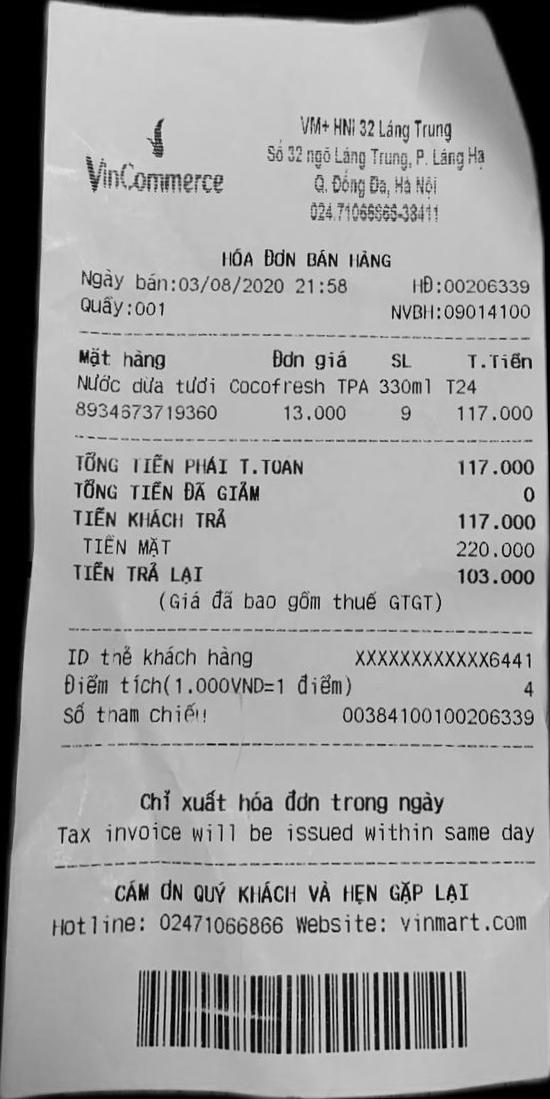 VinCommerce
VM+ HNI 32 Láng Trung
Số 32 ngõ Láng Trung, P. Láng Hạ
Q. Đống Đa, Hà Nội
024.71066866-38411
HÓA ĐƠN BÁN HÀNG
Ngày bán:03/08/2020 21:58 HĐ:00206339
Quầy:001 NVBH:09014100
Mặt hàng Đơn giá SL T.Tiền
Nước dừa tươi Cocofresh TPA 330ml T24
8934673719360 13.000 9 117.000
TỔNG TIỀN PHẢI T.TOÁN 117.000
TỔNG TIỀN ĐÃ GIẢM 0
TIỀN KHÁCH TRẢ 117.000
TIỀN MẶT 220.000
TIỀN TRẢ LẠI 103.000
(Giá đã bao gồm thuế GTGT)
ID thẻ khách hàng XXXXXXXXXXXX6441
Điểm tích(1.000VND=1 điểm) 4
Số tham chiếu 00384100100206339
Chỉ xuất hóa đơn trong ngày
Tax invoice will be issued within same day
CẢM ƠN QUÝ KHÁCH VÀ HẸN GẶP LẠI
Hotline: 02471066866 Website: vinmart.com